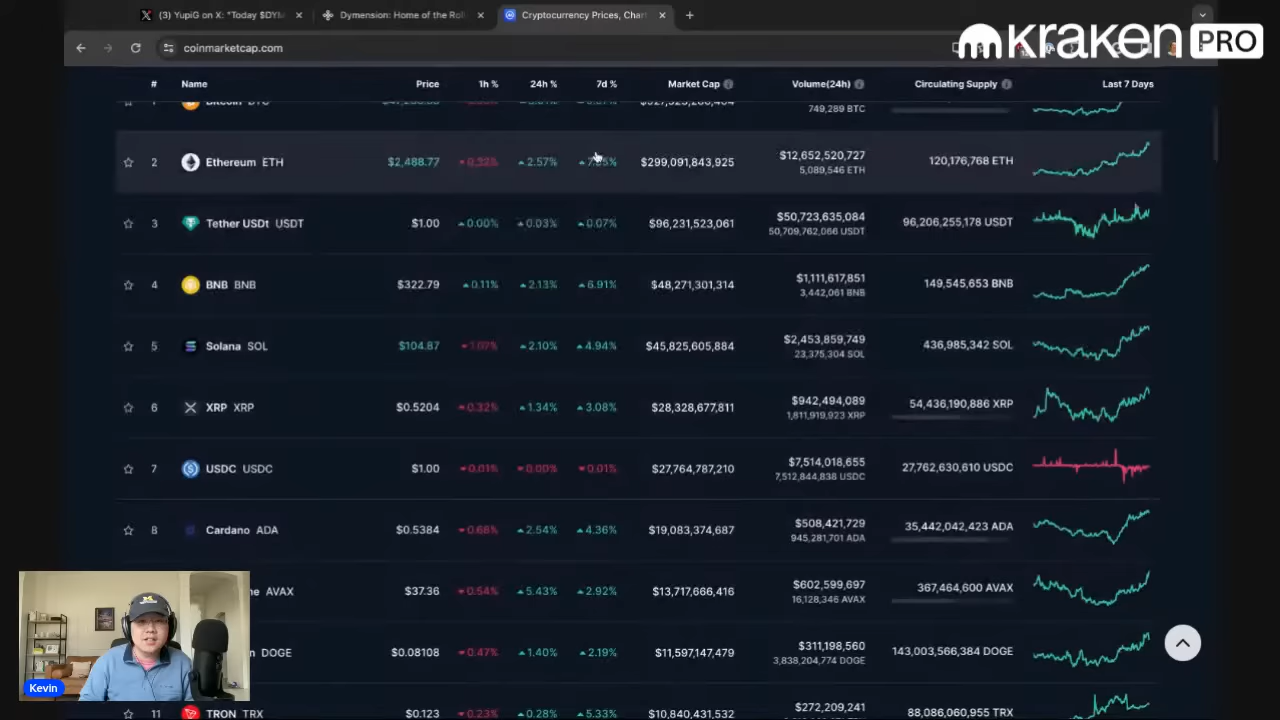 (3) YupiG on X: "Today $DYM
Dymension: Home of the Roll
Cryptocurrency Prices, Char
coinmarketcap.com
kraken PRO
# Name Price 1h % 24h % 7d % Market Cap Volume(24h) Circulating Supply Last 7 Days
Bitcoin BTC
749,289 BTC
2 Ethereum ETH $2,488.77 0.32% 2.57% $299,091,843,925 $12,652,520,727 120,176,768 ETH
5,089,546 ETH
3 Tether USDt USDT $1.00 0.00% 0.03% 0.07% $96,231,523,061 $50,723,635,084 96,206,255,178 USDT
50,709,762,066 USDT
4 BNB BNB $322.79 0.11% 2.13% 6.91% $48,271,301,314 $1,111,617,851 149,545,653 BNB
3,442,061 BNB
5 Solana SOL $104.87 1.07% 2.10% 4.94% $45,825,605,884 $2,453,859,749 436,985,342 SOL
23,375,304 SOL
6 XRP XRP $0.5204 0.32% 1.34% 3.08% $28,328,677,811 $942,494,089 54,436,190,886 XRP
1,811,919,923 XRP
7 USDC USDC $1.00 0.01% 0.00% 0.01% $27,764,787,210 $7,514,018,655 27,762,630,610 USDC
7,512,844,838 USDC
8 Cardano ADA $0.5384 0.68% 2.54% 4.36% $19,083,374,687 $508,421,729 35,442,042,423 ADA
945,281,701 ADA
he AVAX $37.36 0.54% 5.43% 2.92% $13,717,666,416 $602,599,697 367,464,600 AVAX
16,128,346 AVAX
n DOGE $0.08108 0.47% 1.40% 2.19% $11,597,147,479 $311,198,560 143,003,566,384 DOGE
3,838,204,774 DOGE
11 TRON TRX $0.123 0.23% 0.28% 5.33% $10,840,431,532 $272,209,241 88,086,060,955 TRX
Kevin